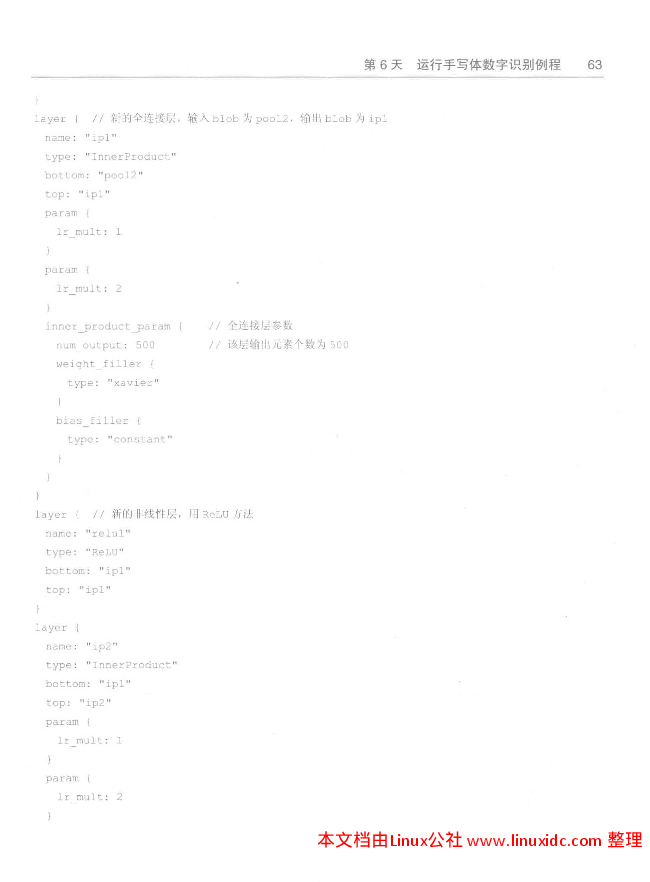 第 6 天 运行手写体数字识别例程 63
}
layer { // 新的全连接层，输入 blob 为 pool2，输出 blob 为 ip1
name: "ip1"
type: "InnerProduct"
bottom: "pool2"
top: "ip1"
param {
lr_mult: 1
}
param {
lr_mult: 2
}
inner_product_param { // 全连接层参数
num_output: 500 // 该层输出元素个数为 500
weight_filler {
type: "xavier"
}
bias_filler {
type: "constant"
}
}
}
layer { // 新的非线性层，用 ReLU 方法
name: "relu1"
type: "ReLU"
bottom: "ip1"
top: "ip1"
}
layer {
name: "ip2"
type: "InnerProduct"
bottom: "ip1"
top: "ip2"
param {
lr_mult: 1
}
param {
lr_mult: 2
}
本文档由Linux公社 www.linuxidc.com 整理